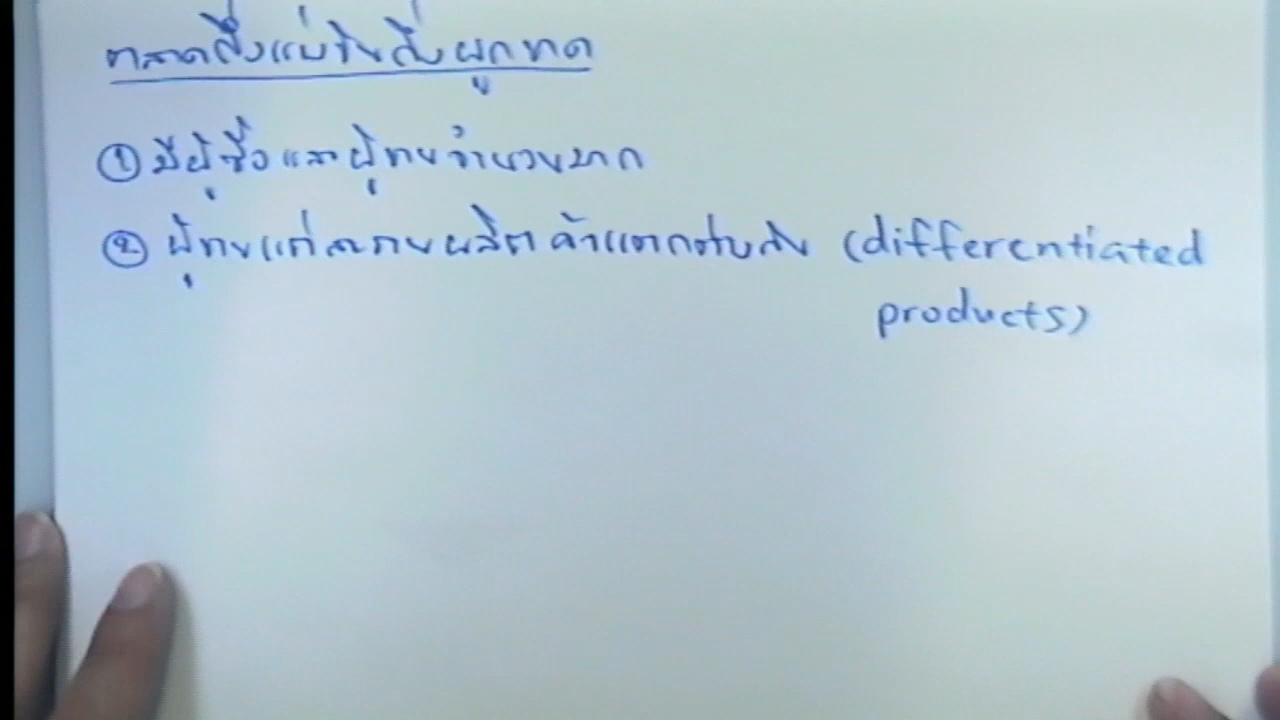 ตลาดกึ่งแข่งขันกึ่งผูกขาด
① มีผู้ซื้อและผู้ขายจำนวนมาก
② ผู้ขายแต่ละรายผลิตสินค้าแตกต่างกัน (differentiated
products)